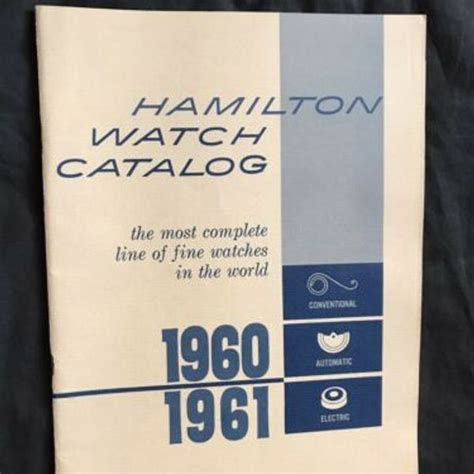 HAMILTON
WATCH
CATALOG
the most complete
line of fine watches
in the world
CONVENTIONAL
1960
AUTOMATIC
1961
ELECTRIC